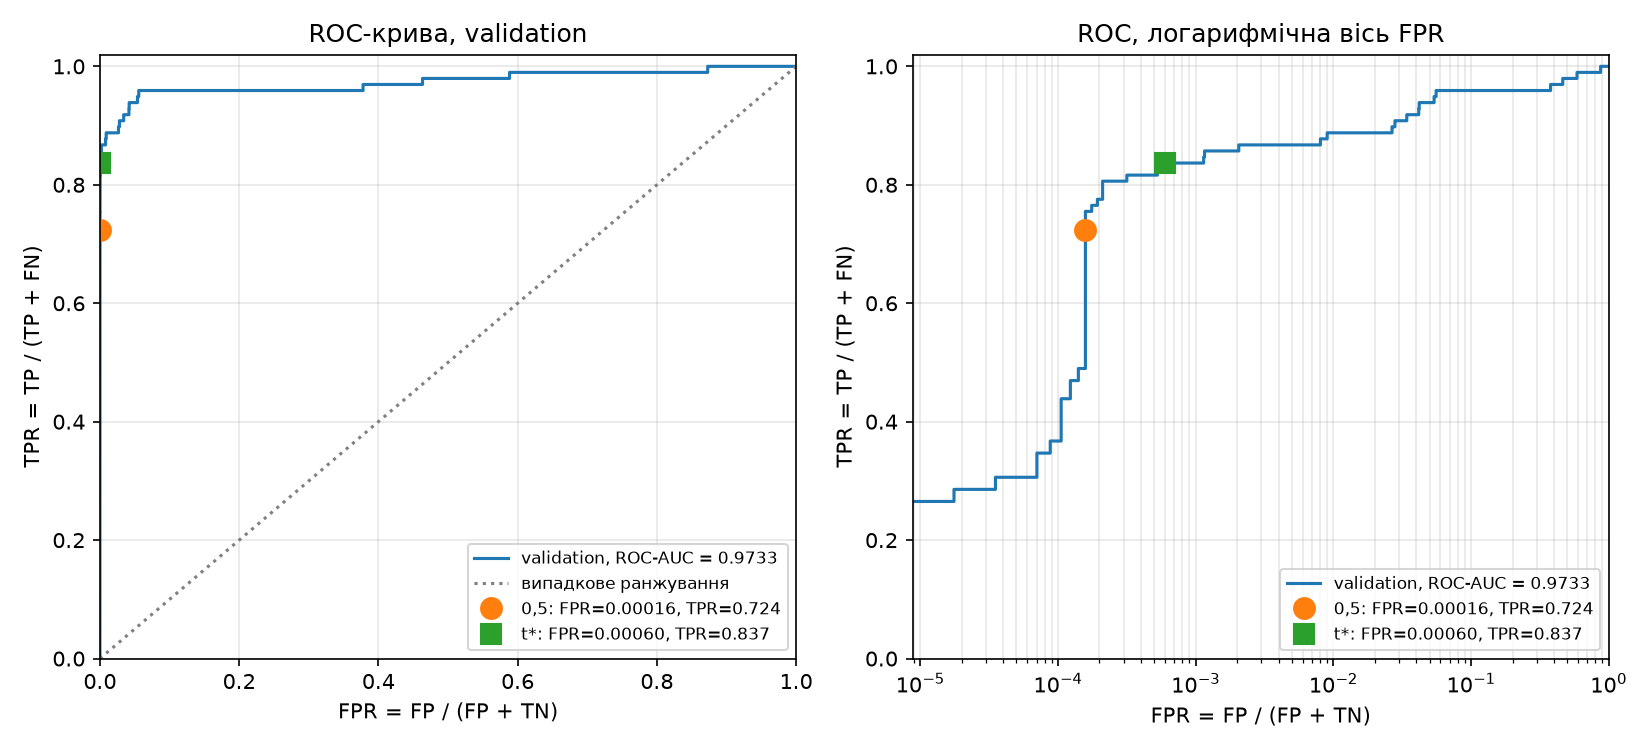 ROC-крива, validation
TPR = TP / (TP + FN)
1.0
0.8
0.6
0.4
0.2
0.0
0.0 0.2 0.4 0.6 0.8 1.0
FPR = FP / (FP + TN)
validation, ROC-AUC = 0.9733
випадкове ранжування
0,5: FPR=0.00016, TPR=0.724
t*: FPR=0.00060, TPR=0.837
ROC, логарифмічна вісь FPR
TPR = TP / (TP + FN)
1.0
0.8
0.6
0.4
0.2
0.0
10⁻⁵ 10⁻⁴ 10⁻³ 10⁻² 10⁻¹ 10⁰
FPR = FP / (FP + TN)
validation, ROC-AUC = 0.9733
0,5: FPR=0.00016, TPR=0.724
t*: FPR=0.00060, TPR=0.837